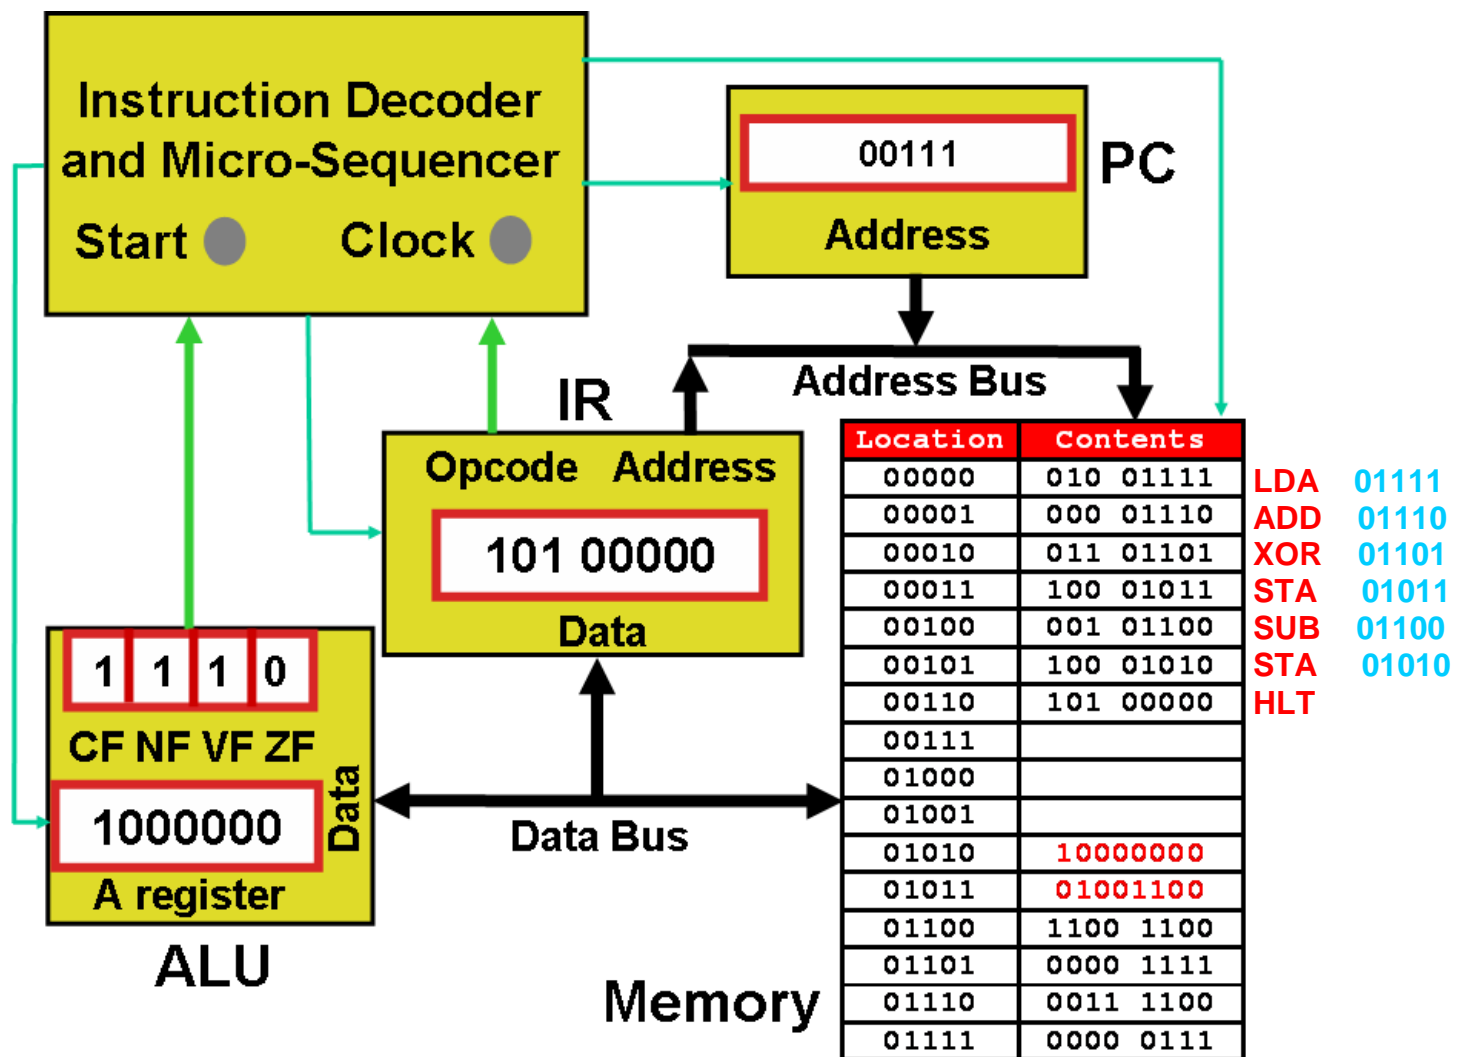 Instruction Decoder
and Micro-Sequencer
Start Clock
00111
PC
Address
Address Bus
IR
Opcode Address
101 00000
Data
1 1 1 0
CF NF VF ZF
Data
1000000
A register
ALU
Data Bus
Memory
Location Contents
00000 010 01111 LDA 01111
00001 000 01110 ADD 01110
00010 011 01101 XOR 01101
00011 100 01011 STA 01011
00100 001 01100 SUB 01100
00101 100 01010 STA 01010
00110 101 00000 HLT
00111
01000
01001
01010 10000000
01011 01001100
01100 1100 1100
01101 0000 1111
01110 0011 1100
01111 0000 0111